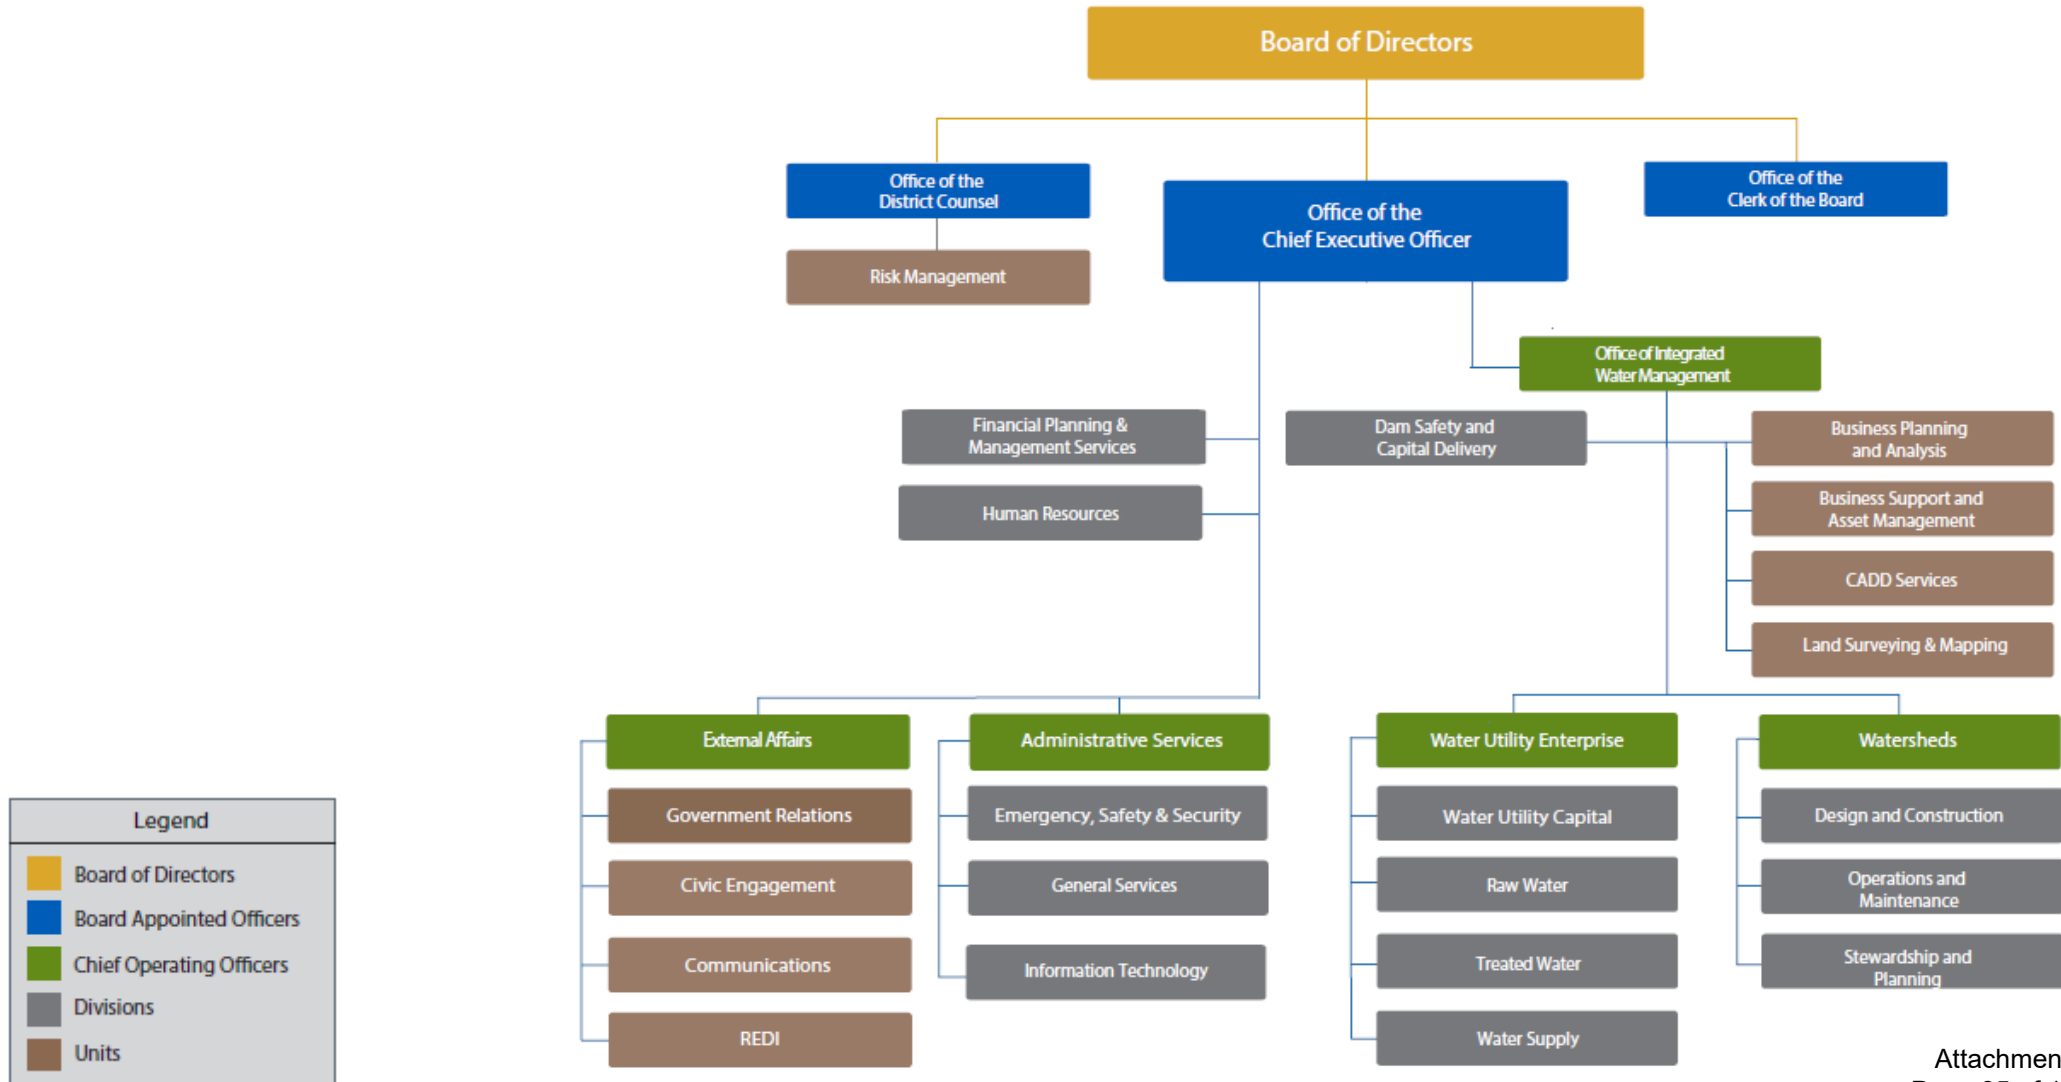 Board of Directors
Office of the
District Counsel
Office of the
Chief Executive Officer
Office of the
Clerk of the Board
Risk Management
Office of Integrated
Water Management
Financial Planning &
Management Services
Dam Safety and
Capital Delivery
Business Planning
and Analysis
Human Resources
Business Support and
Asset Management
CADD Services
Land Surveying & Mapping
External Affairs
Government Relations
Civic Engagement
Communications
REDI
Administrative Services
Emergency, Safety & Security
General Services
Information Technology
Water Utility Enterprise
Water Utility Capital
Raw Water
Treated Water
Water Supply
Watersheds
Design and Construction
Operations and
Maintenance
Stewardship and
Planning
Legend
Board of Directors
Board Appointed Officers
Chief Operating Officers
Divisions
Units
Attachmen